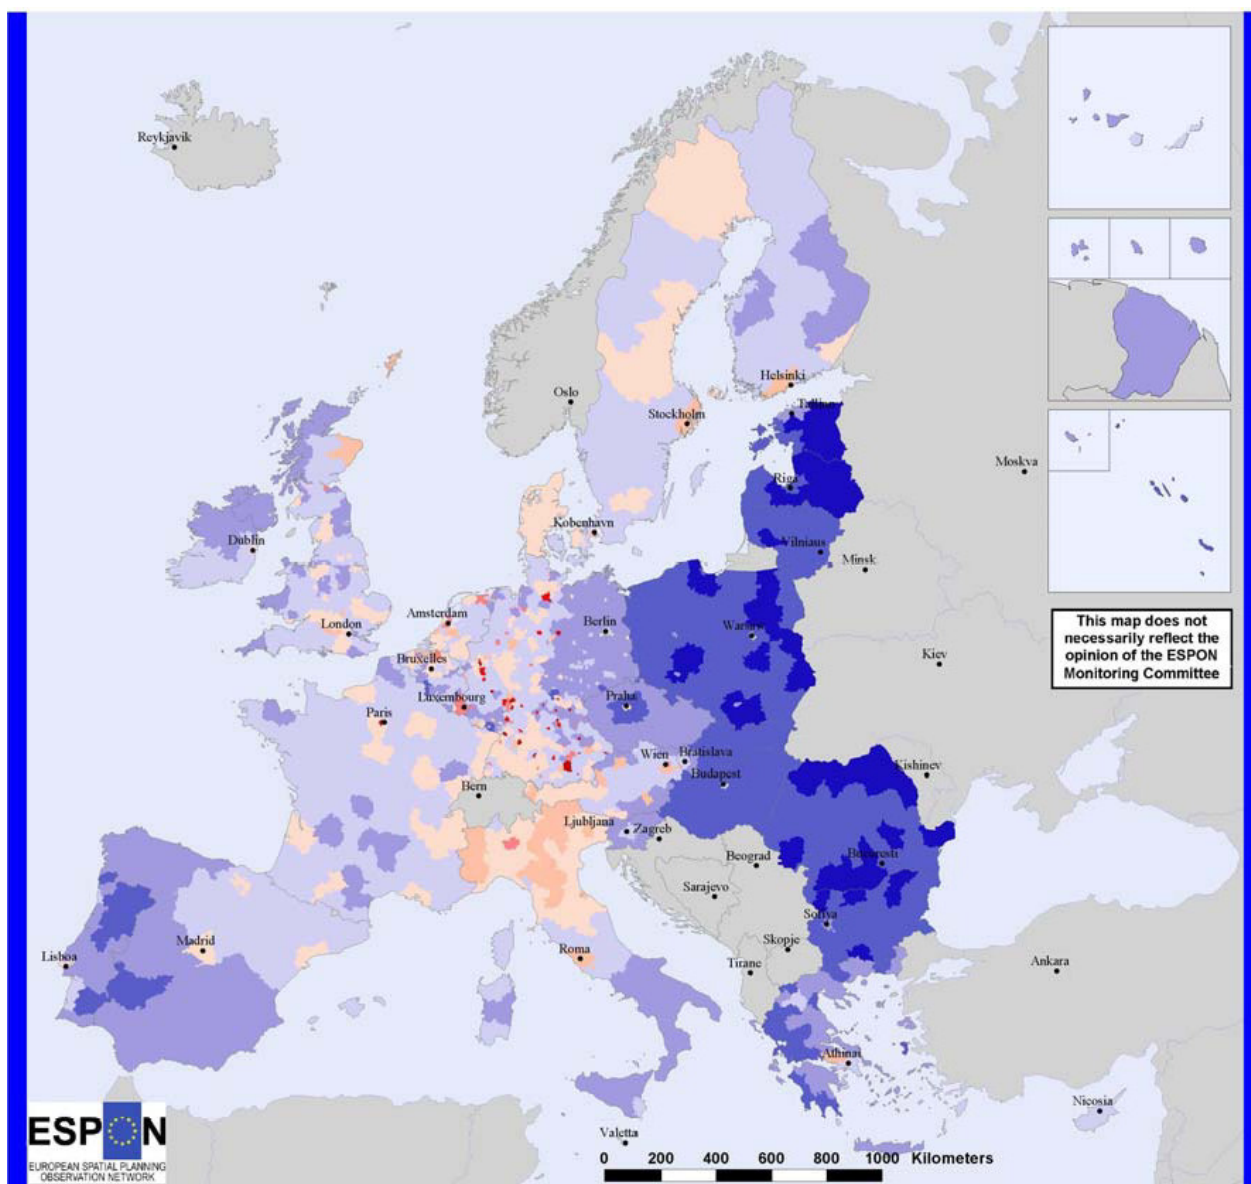 Reykjavik
Oslo
Helsinki
Stockholm
Tallinn
Moskva
Riga
Kobenhavn
Dublin
Vilniaus
Minsk
Amsterdam
Berlin
London
Warsaw
This map does not
necessarily reflect the
opinion of the ESPON
Monitoring Committee
Kiev
Bruxelles
Luxembourg
Praha
Paris
Wien
Bratislava
Kishinev
Budapest
Bern
Ljubljana
Zagreb
Beograd
Bucuresti
Sarajevo
Sofiya
Madrid
Roma
Skopje
Lisboa
Tirane
Ankara
Athinai
Nicosia
Valetta
ESPON
EUROPEAN SPATIAL PLANNING
OBSERVATION NETWORK
0 200 400 600 800 1000 Kilometers